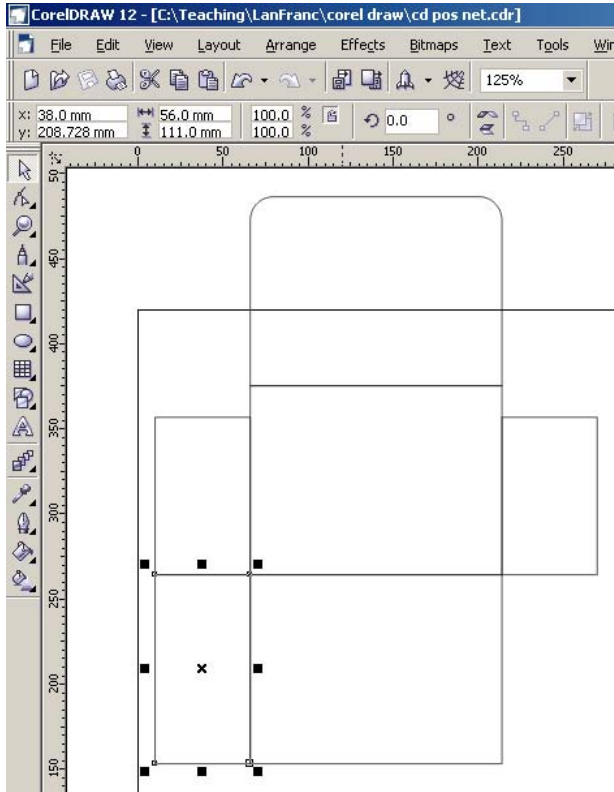 CorelDRAW 12 - [C:\Teaching\LanFranc\corel draw\cd pos net.cdr]
File Edit View Layout Arrange Effects Bitmaps Text Tools Win
125%
x: 38.0 mm 56.0 mm 100.0 % 0.0 °
y: 208.728 mm 111.0 mm 100.0 %
0 50 100 150 200 250
50
450
400
350
300
250
200
150